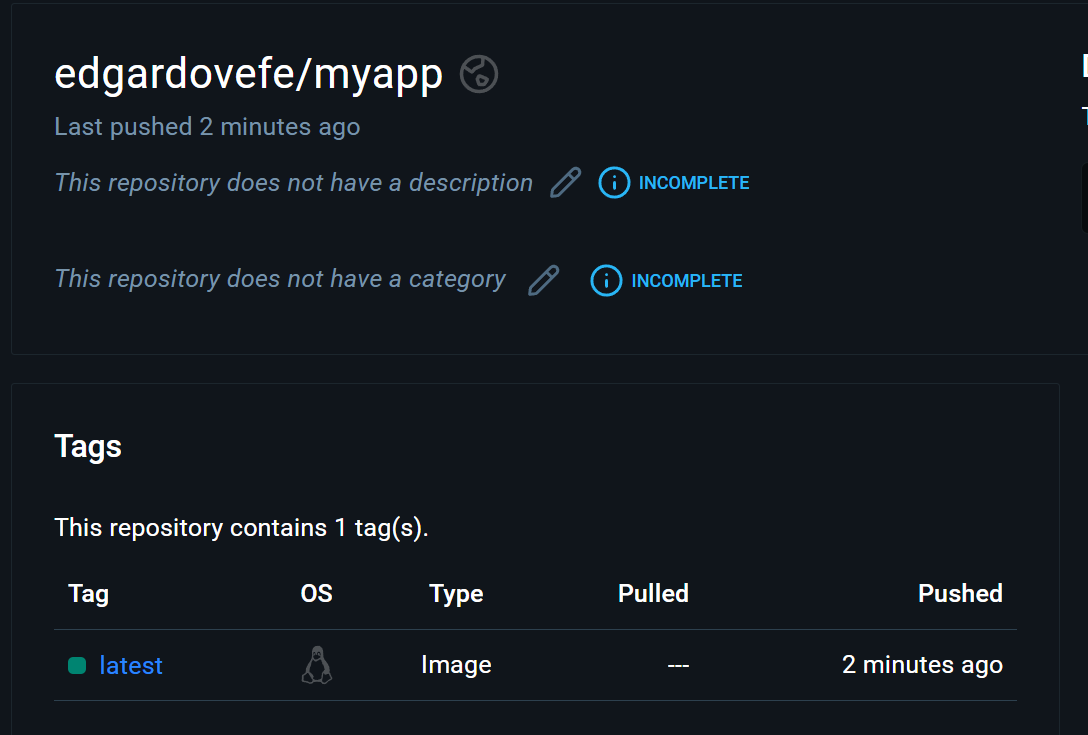 edgardovefe/myapp
Last pushed 2 minutes ago
This repository does not have a description INCOMPLETE
This repository does not have a category INCOMPLETE
Tags
This repository contains 1 tag(s).
Tag OS Type Pulled Pushed
latest Image --- 2 minutes ago